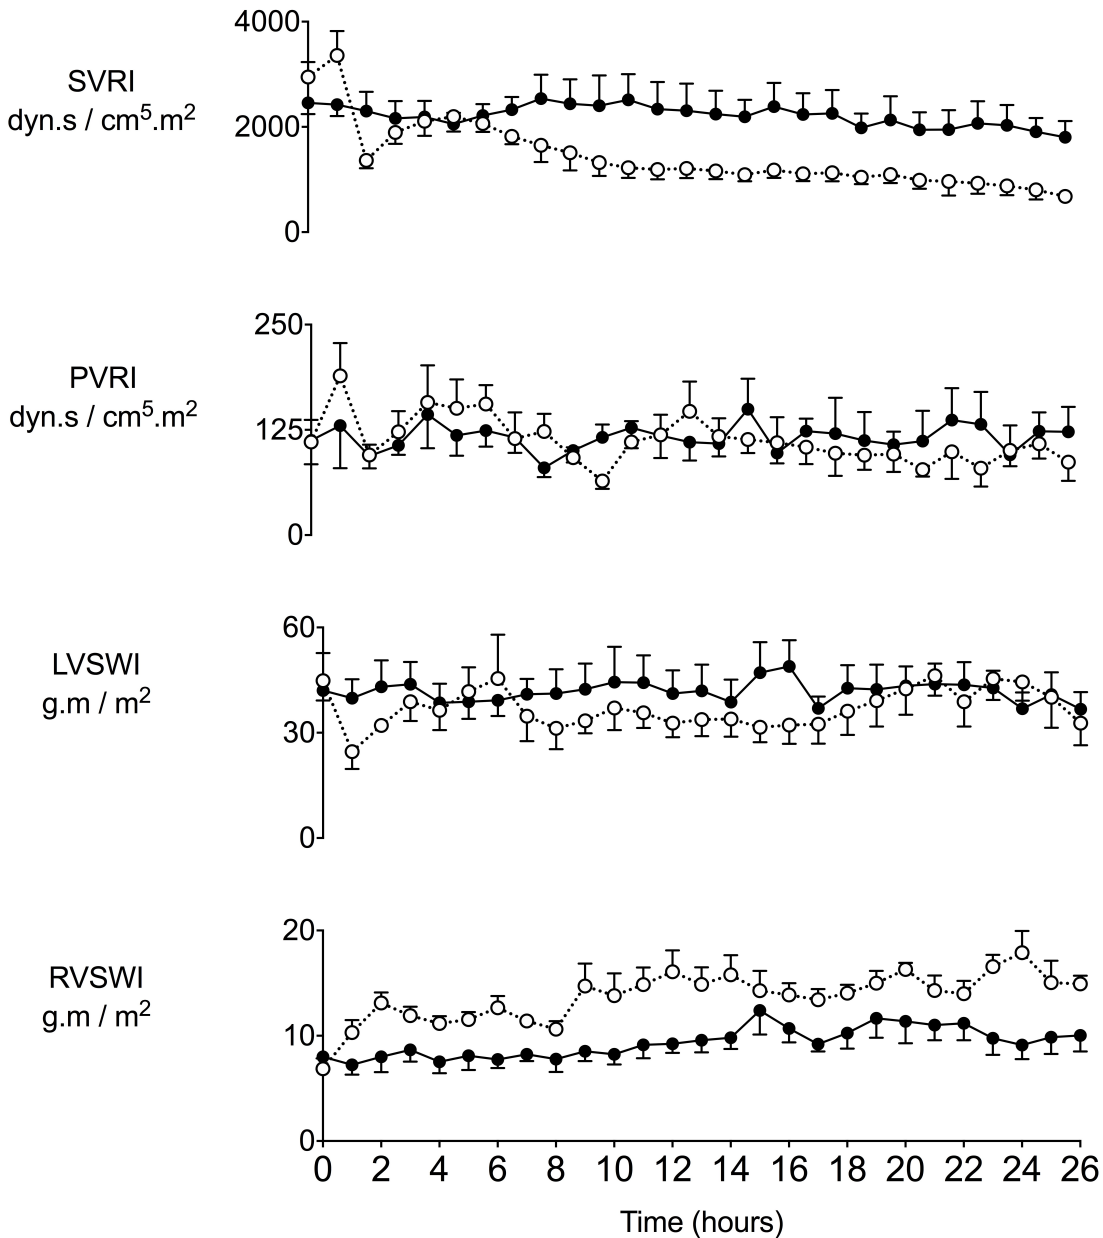 4000
SVRI
dyn.s / cm⁵.m²
2000
0
250
PVRI
dyn.s / cm⁵.m²
125
0
60
LVSWI
g.m / m²
30
0
20
RVSWI
g.m / m²
10
0
0 2 4 6 8 10 12 14 16 18 20 22 24 26
Time (hours)